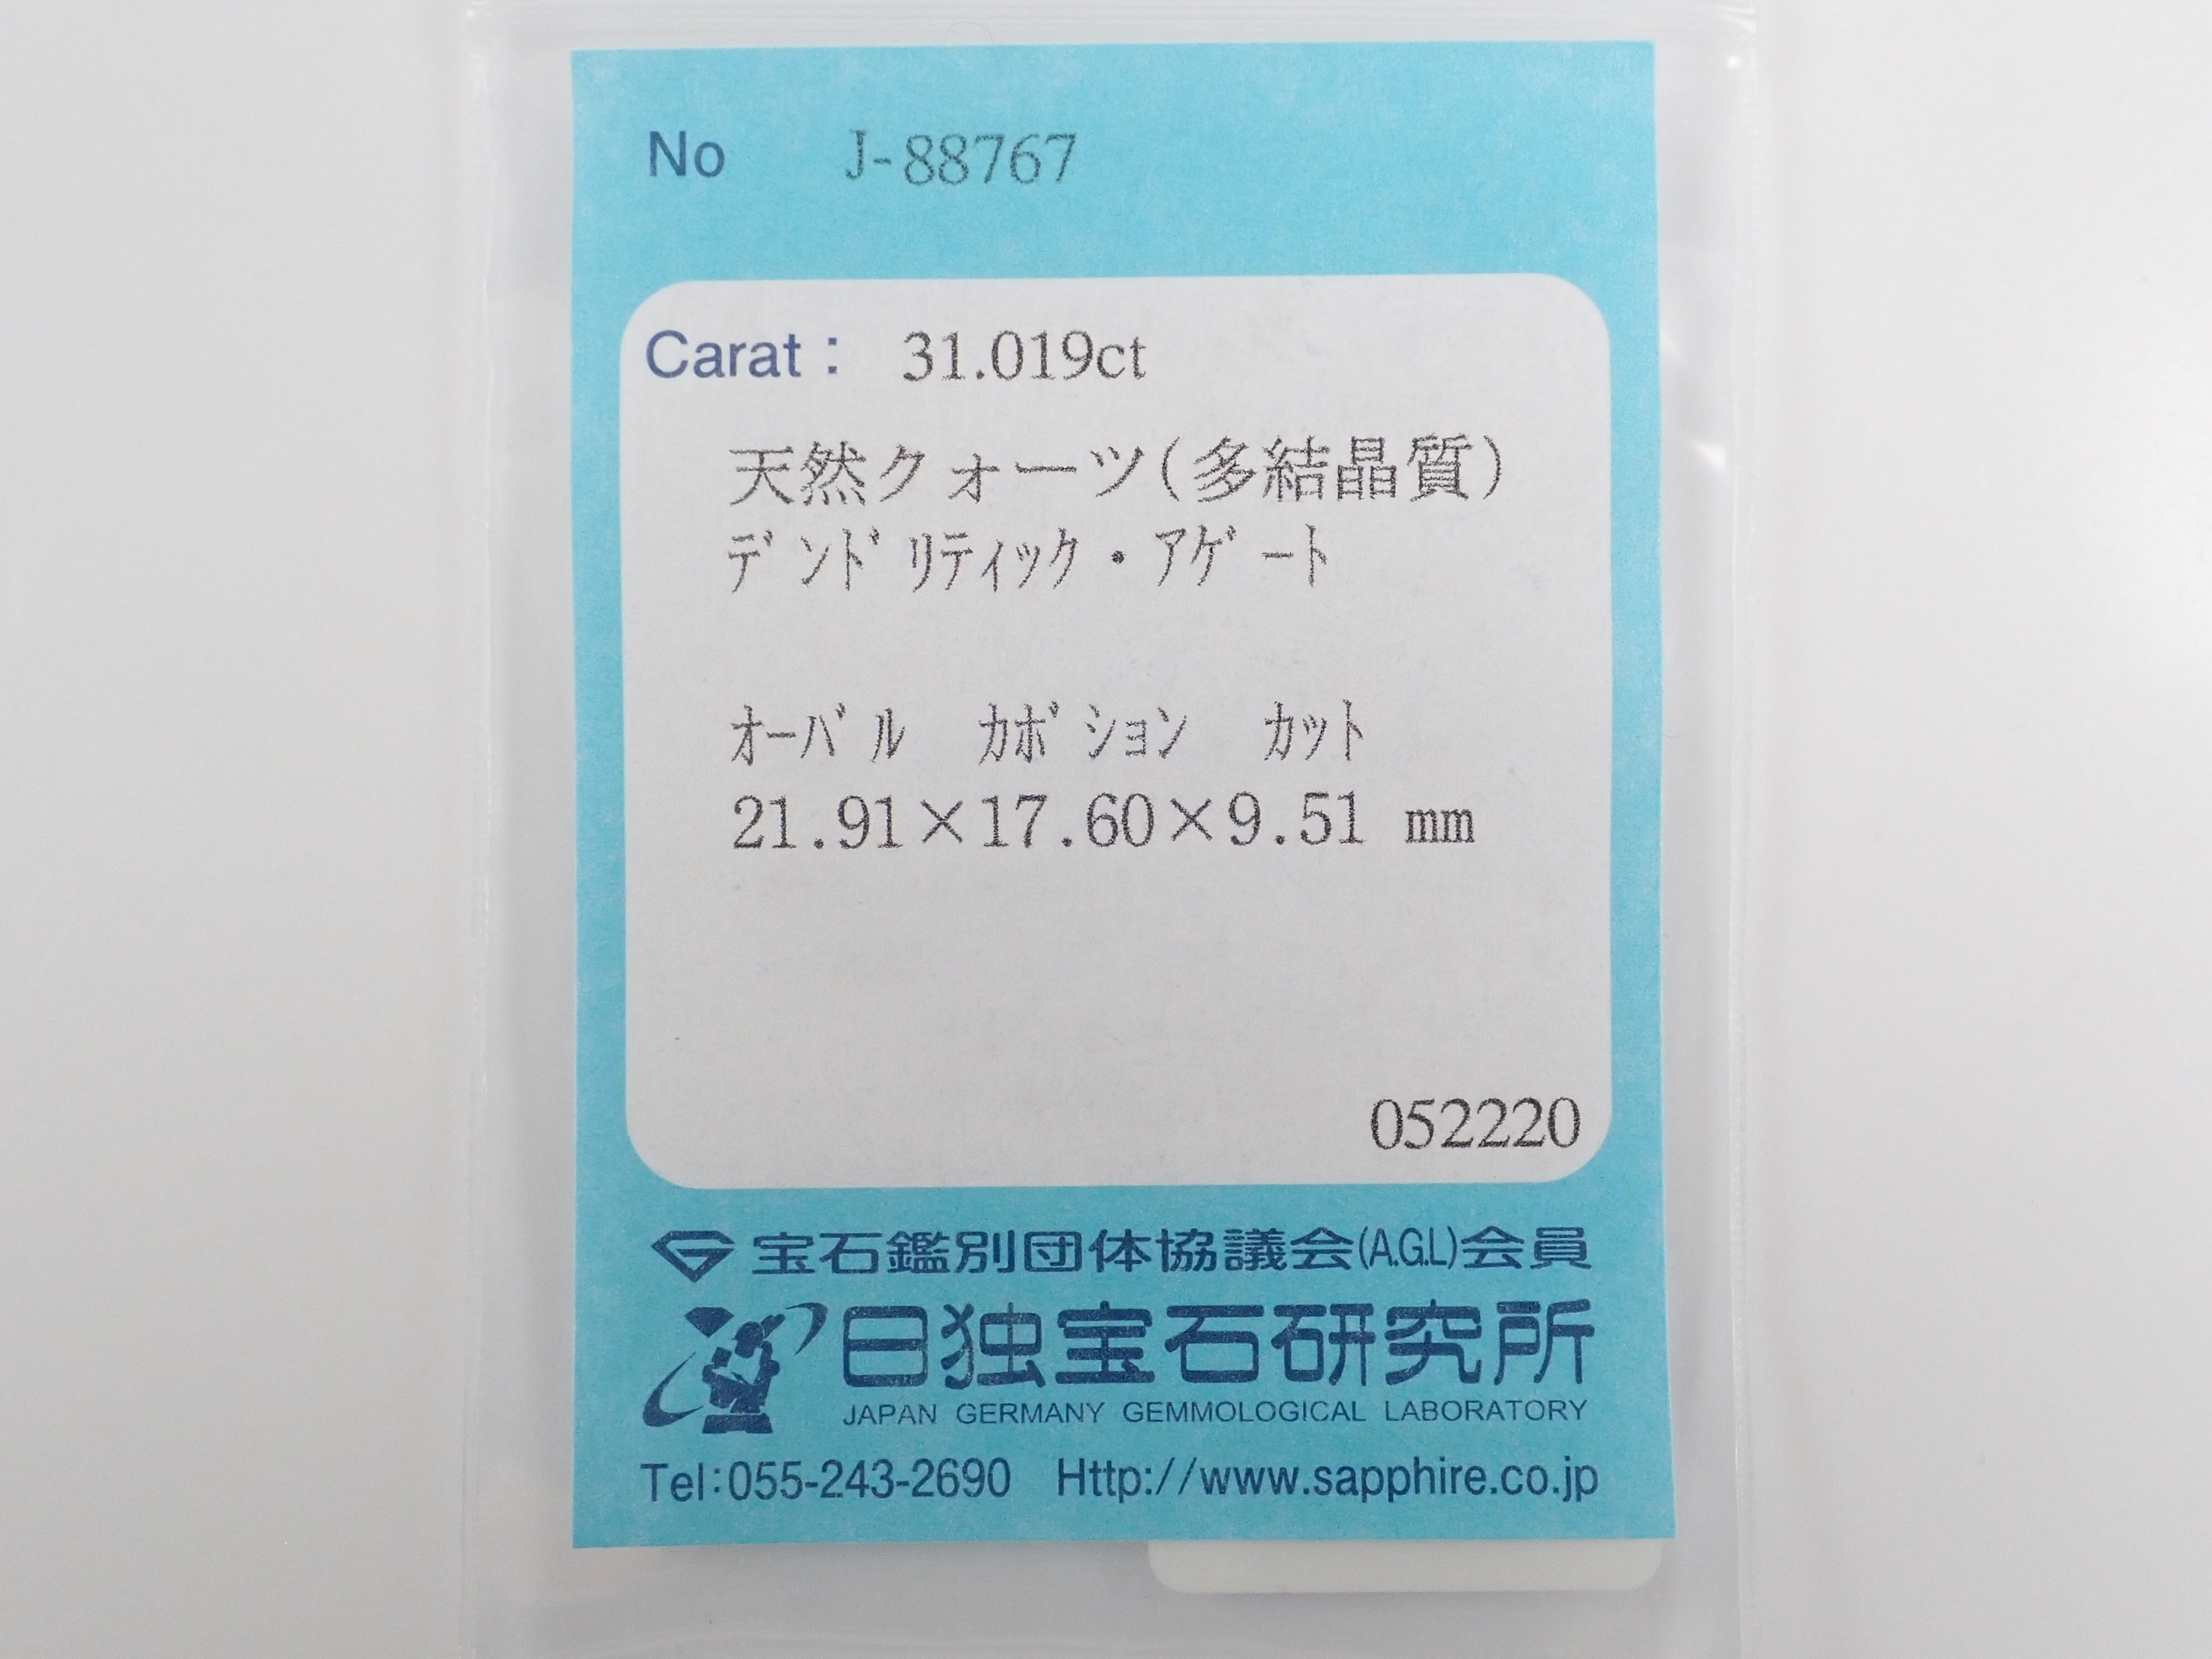 No J-88767
Carat： 31.019ct
天然クォーツ(多結晶質)
ﾃﾞﾝﾄﾞﾘﾃｨｯｸ・ｱｹﾞｰﾄ
ｵｰﾊﾞﾙ ｶﾎﾞｼｮﾝ ｶｯﾄ
21.91×17.60×9.51 mm
052220
宝石鑑別団体協議会(A.G.L)会員
日独宝石研究所
JAPAN GERMANY GEMMOLOGICAL LABORATORY
Tel:055-243-2690 Http://www.sapphire.co.jp